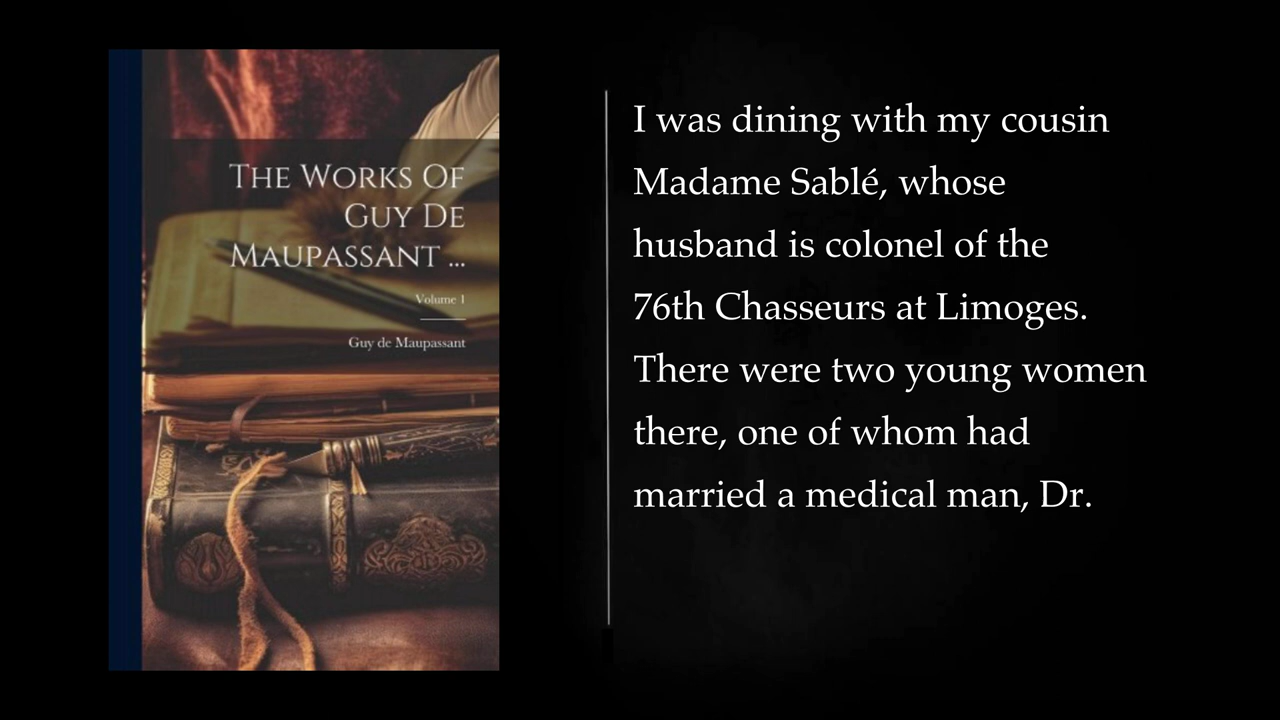 The Works Of
Guy De
Maupassant ...
Volume 1
Guy de Maupassant
I was dining with my cousin
Madame Sablé, whose
husband is colonel of the
76th Chasseurs at Limoges.
There were two young women
there, one of whom had
married a medical man, Dr.